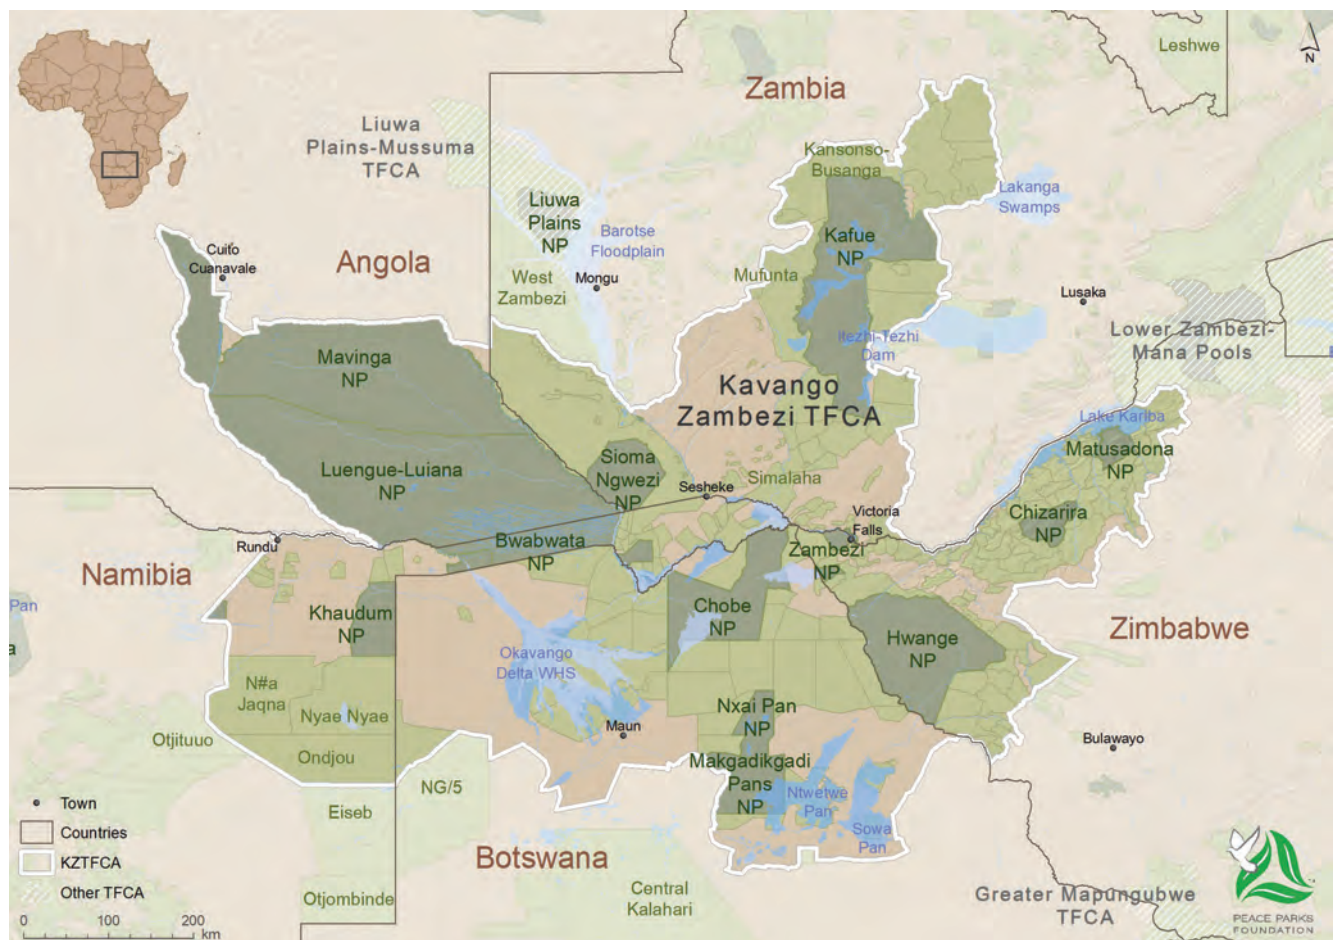 Leshwe
N
Zambia
Liuwa
Plains-Mussuma
TFCA
Kansonso-
Busanga
Lakanga
Swamps
Liuwa
Plains
NP
Barotse
Floodplain
Kafue
NP
Cuito
Cuanavale
Angola
West
Zambezi
Mongu
Mufunta
Lusaka
Itezhi-Tezhi
Dam
Lower Zambezi-
Mana Pools
Mavinga
NP
Kavango
Zambezi TFCA
Lake Kariba
Matusadona
NP
Luengue-Luiana
NP
Sioma
Ngwezi
NP
Sesheke
Simalaha
Victoria
Falls
Chizarira
NP
Rundu
Bwabwata
NP
Zambezi
NP
Namibia
Pan
a
Khaudum
NP
Chobe
NP
Hwange
NP
Zimbabwe
Okavango
Delta WHS
N#a
Jaqna
Nyae Nyae
Nxai Pan
NP
Maun
Otjituuo
Ondjou
Bulawayo
Makgadikgadi
Pans
NP
NG/5
Ntwetwe
Pan
Eiseb
Sowa
Pan
Botswana
Otjombinde
Central
Kalahari
Greater Mapungubwe
TFCA
Town
Countries
KZTFCA
Other TFCA
0 100 200
km
PEACE PARKS
FOUNDATION